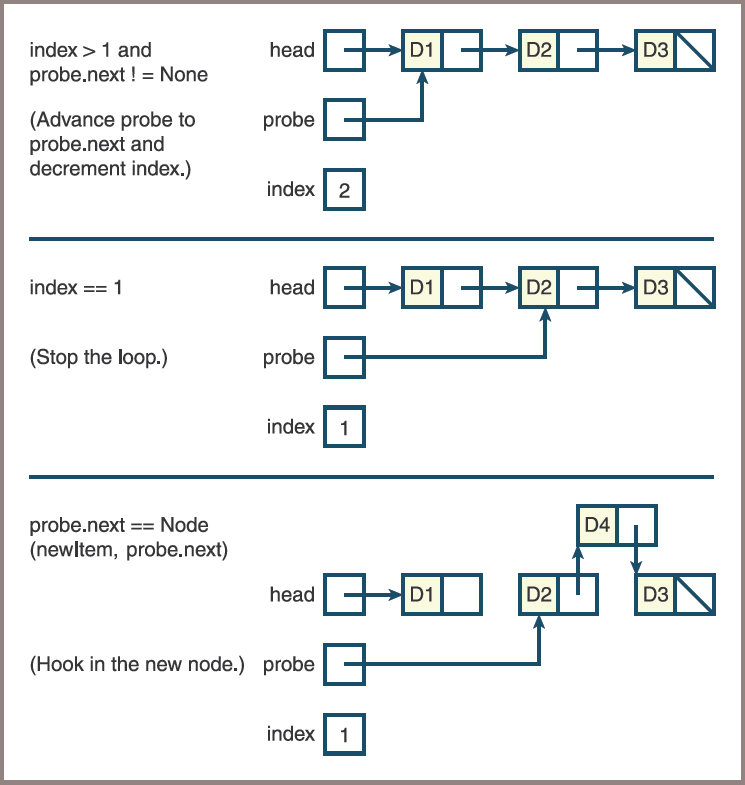 index > 1 and
probe.next ! = None
(Advance probe to
probe.next and
decrement index.)
head D1 D2 D3
probe
index 2
index == 1
head D1 D2 D3
(Stop the loop.) probe
index 1
probe.next == Node
(newItem, probe.next)
D4
head D1 D2 D3
(Hook in the new node.) probe
index 1